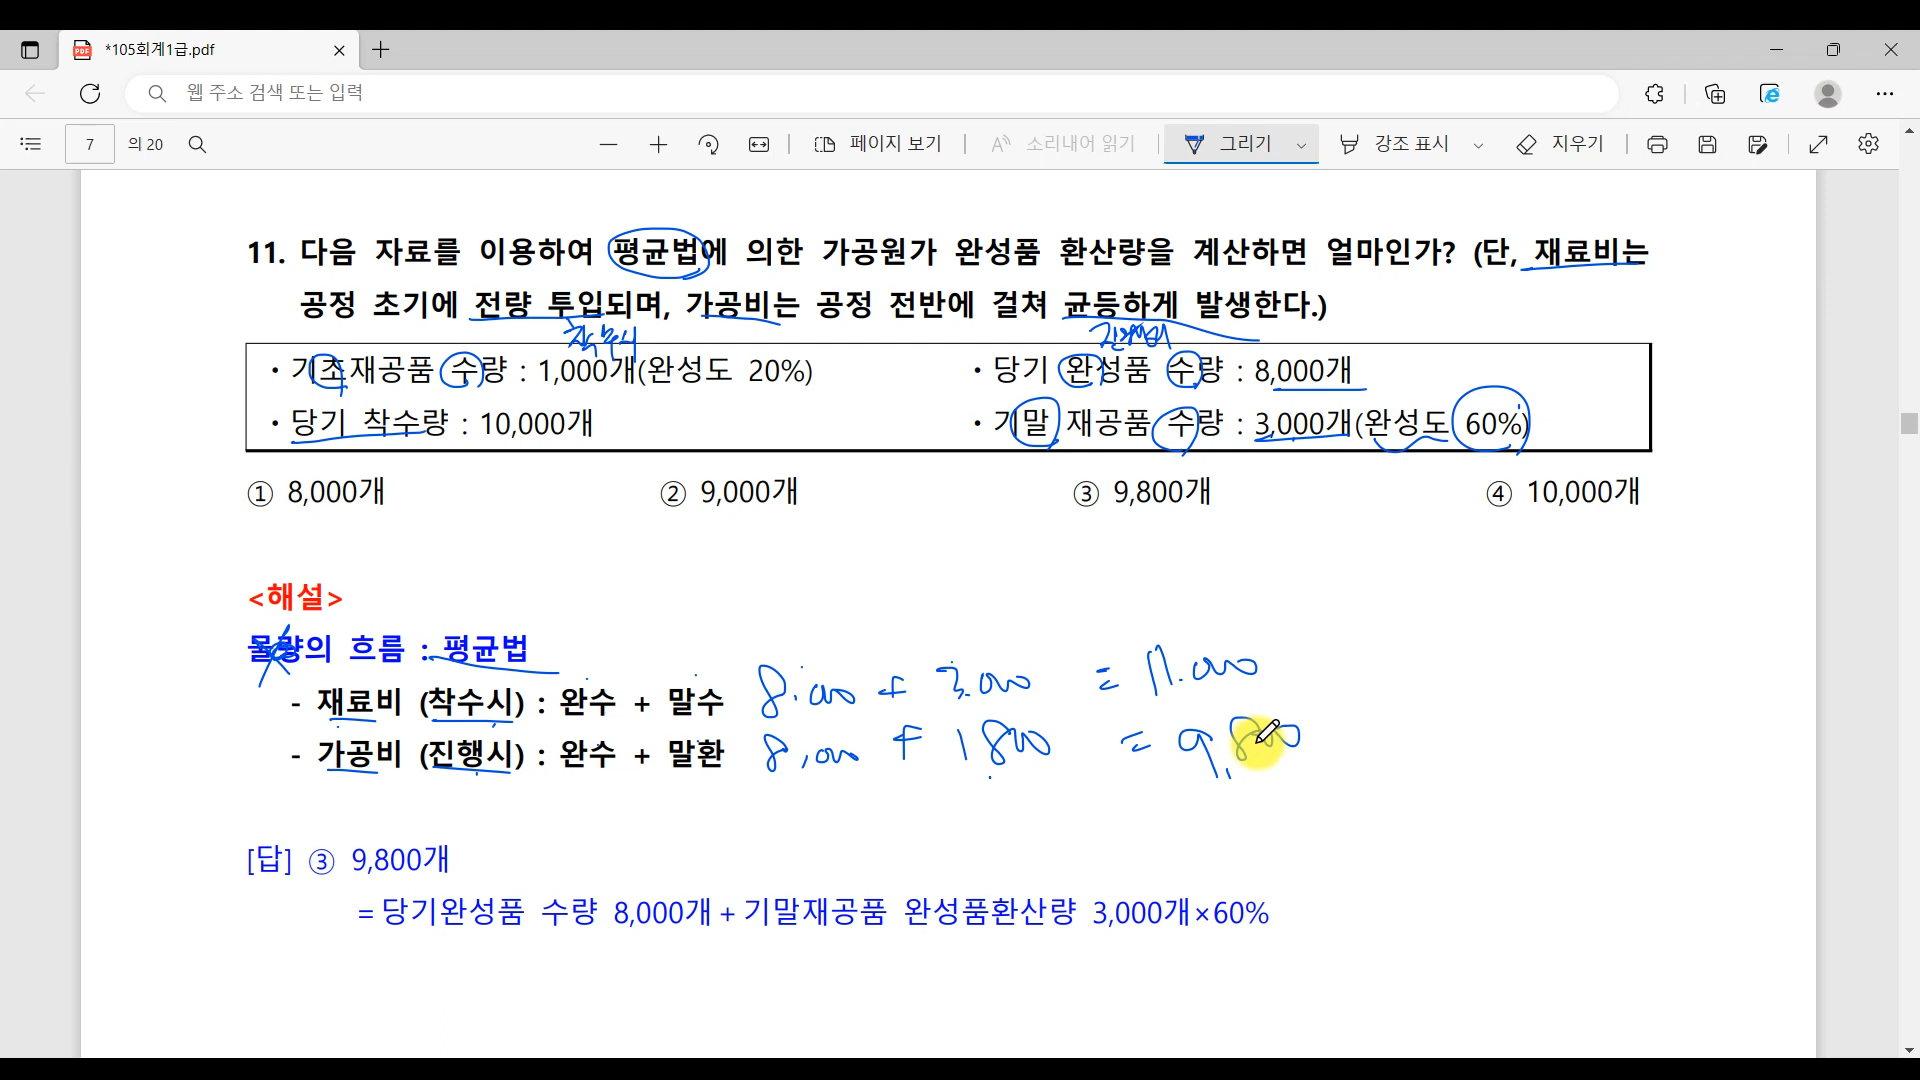 *105회계1급.pdf
웹 주소 검색 또는 입력
7 의 20 페이지 보기 소리내어 읽기 그리기 강조 표시 지우기
11. 다음 자료를 이용하여 평균법에 의한 가공원가 완성품 환산량을 계산하면 얼마인가? (단, 재료비는
공정 초기에 전량 투입되며, 가공비는 공정 전반에 걸쳐 균등하게 발생한다.)
착수시 진행시
· 기초재공품 수량 : 1,000개(완성도 20%) · 당기 완성품 수량 : 8,000개
· 당기 착수량 : 10,000개 · 기말 재공품 수량 : 3,000개(완성도 60%)
① 8,000개 ② 9,000개 ③ 9,800개 ④ 10,000개
<해설>
물량의 흐름 : 평균법
- 재료비 (착수시) : 완수 + 말수 8.000 + 3.000 = 11.000
- 가공비 (진행시) : 완수 + 말환 8,000 + 1800 = 9,800
[답] ③ 9,800개
= 당기완성품 수량 8,000개 + 기말재공품 완성품환산량 3,000개×60%